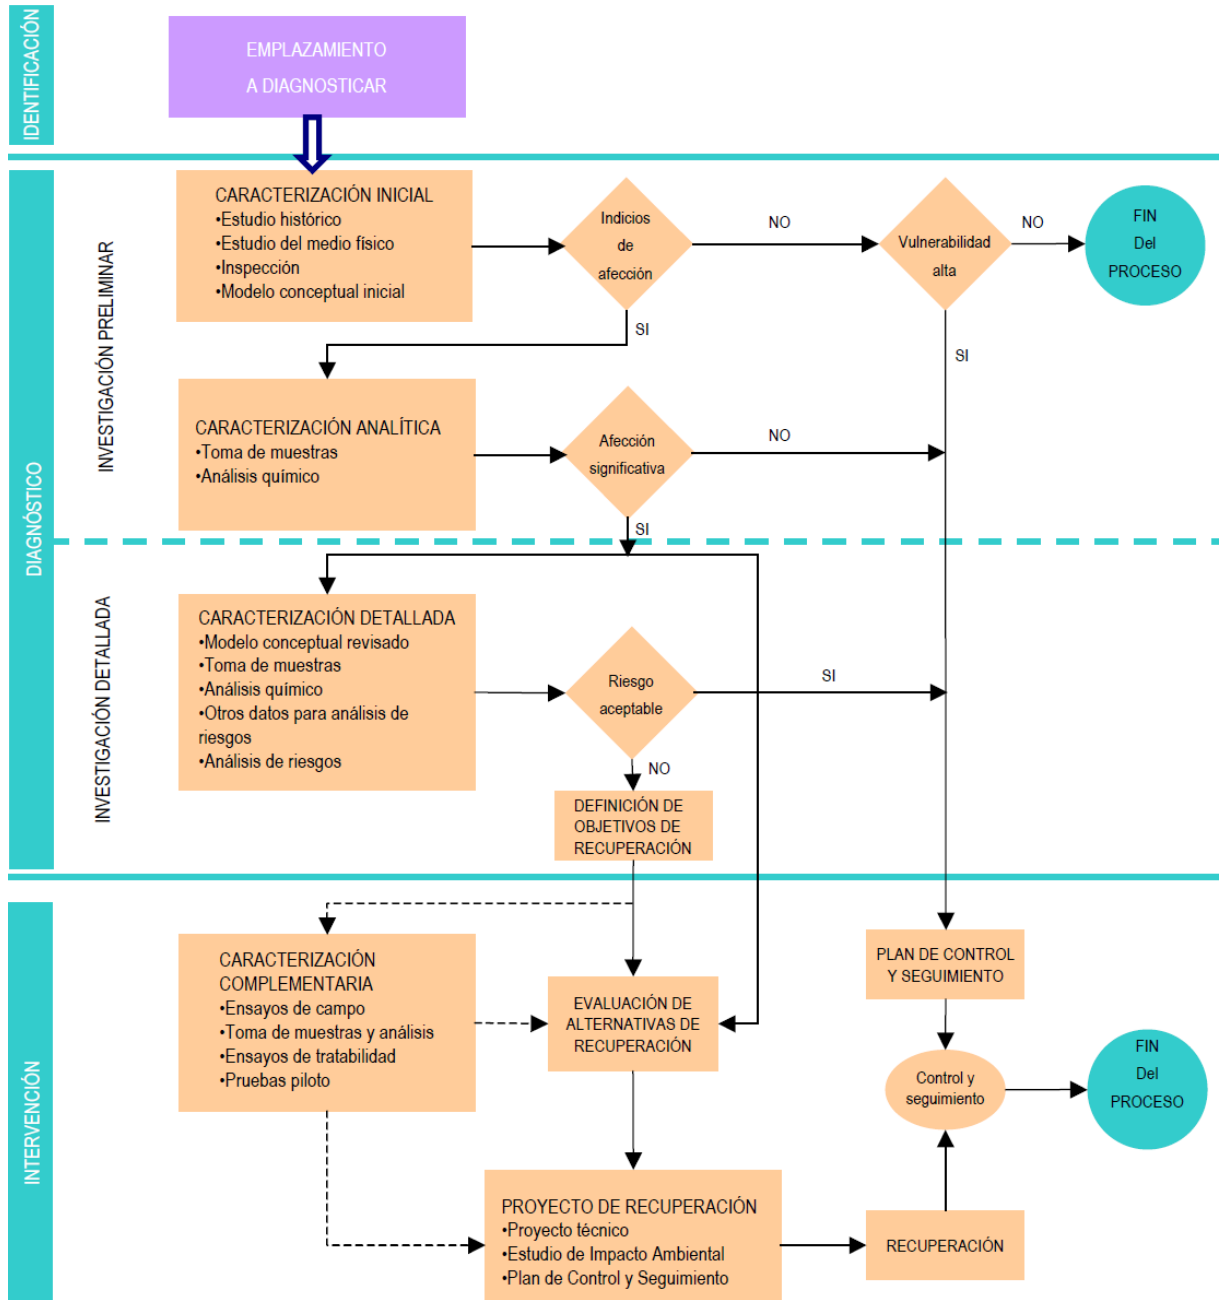 IDENTIFICACIÓN
EMPLAZAMIENTO
A DIAGNOSTICAR
DIAGNÓSTICO
INVESTIGACIÓN PRELIMINAR
CARACTERIZACIÓN INICIAL
•Estudio histórico
•Estudio del medio físico
•Inspección
•Modelo conceptual inicial
Indicios
de
afección
NO
Vulnerabilidad
alta
NO
FIN
Del
PROCESO
SI
SI
CARACTERIZACIÓN ANALÍTICA
•Toma de muestras
•Análisis químico
Afección
significativa
NO
SI
INVESTIGACIÓN DETALLADA
CARACTERIZACIÓN DETALLADA
•Modelo conceptual revisado
•Toma de muestras
•Análisis químico
•Otros datos para análisis de
riesgos
•Análisis de riesgos
Riesgo
aceptable
SI
NO
DEFINICIÓN DE
OBJETIVOS DE
RECUPERACIÓN
INTERVENCIÓN
CARACTERIZACIÓN
COMPLEMENTARIA
•Ensayos de campo
•Toma de muestras y análisis
•Ensayos de tratabilidad
•Pruebas piloto
EVALUACIÓN DE
ALTERNATIVAS DE
RECUPERACIÓN
PLAN DE CONTROL
Y SEGUIMIENTO
Control y
seguimiento
FIN
Del
PROCESO
PROYECTO DE RECUPERACIÓN
•Proyecto técnico
•Estudio de Impacto Ambiental
•Plan de Control y Seguimiento
RECUPERACIÓN